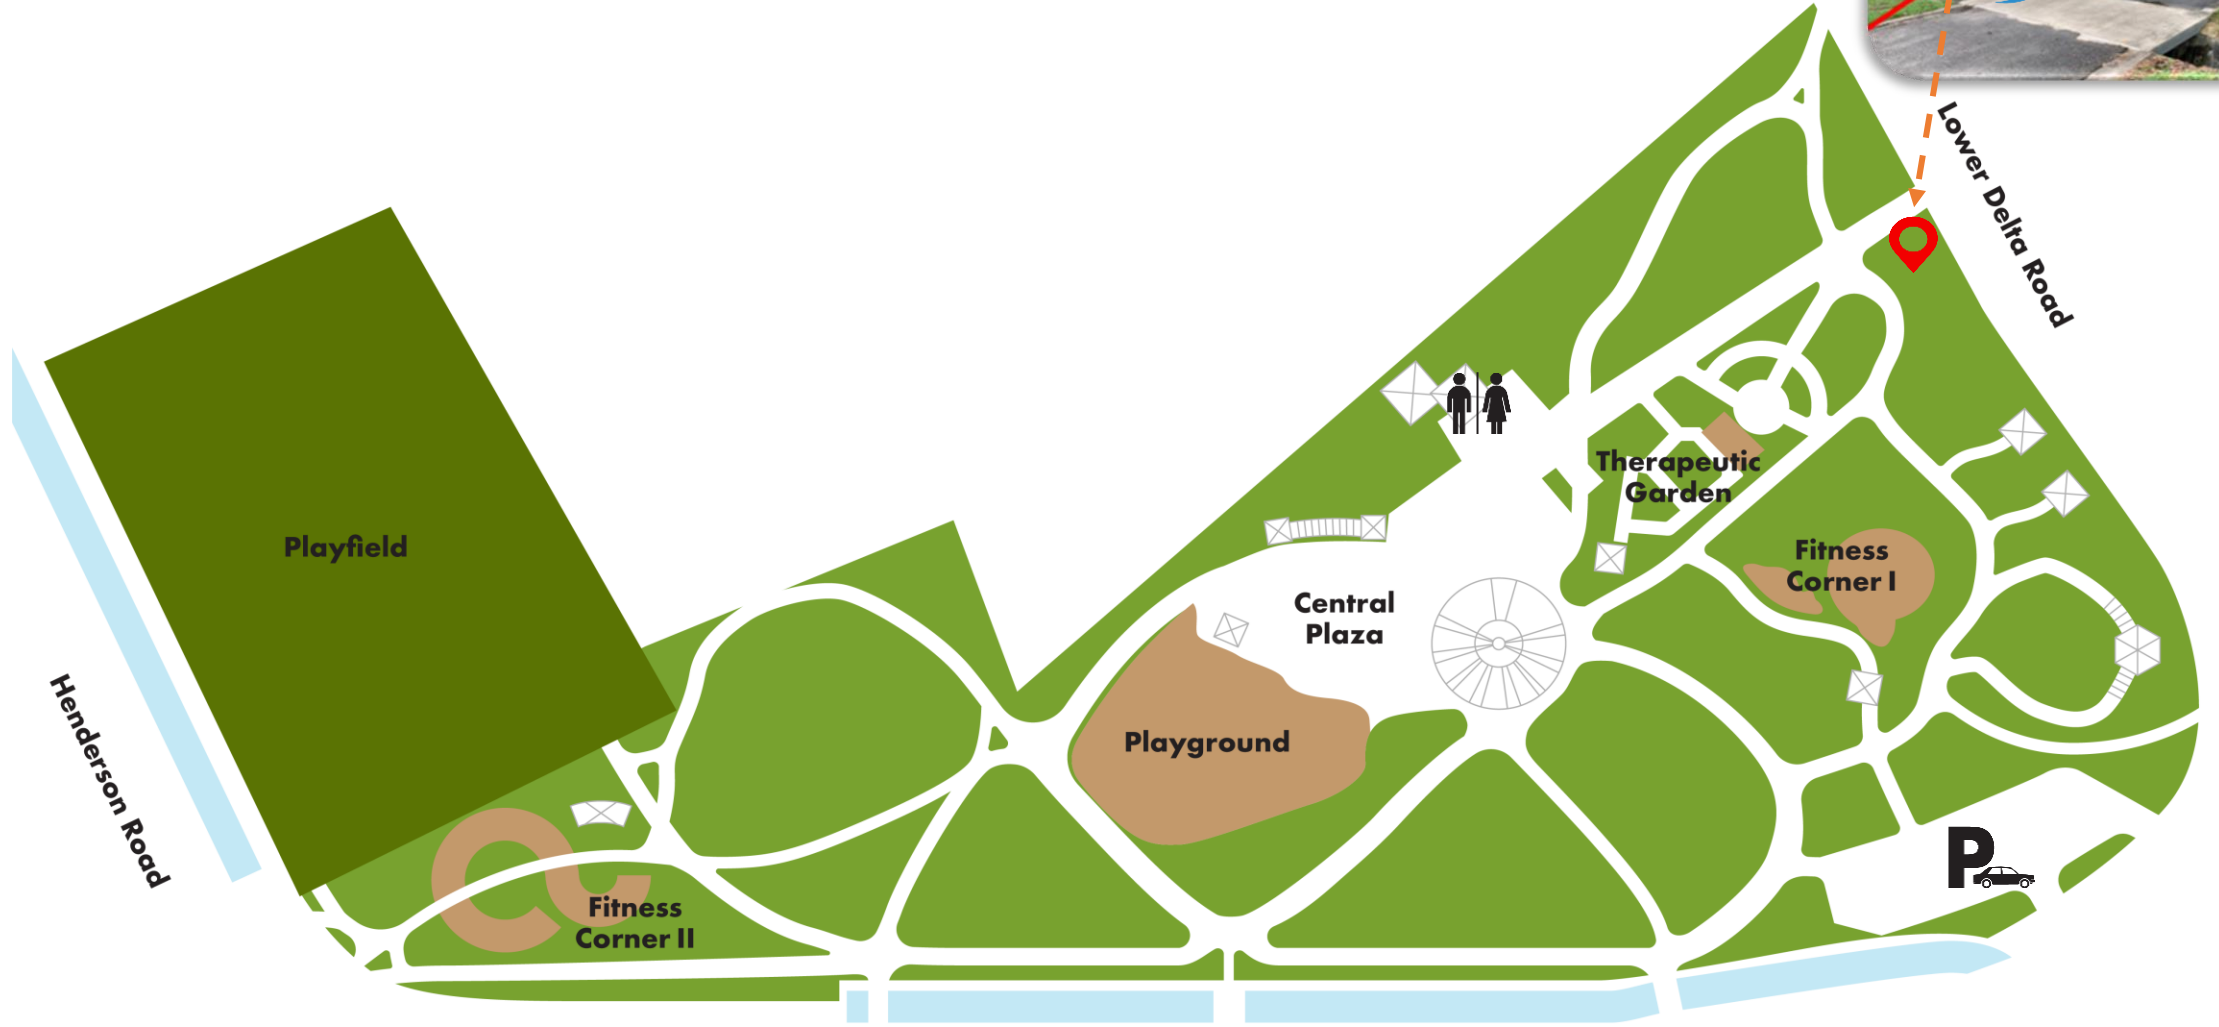 Lower Delta Road
Therapeutic
Garden
Playfield
Fitness
Corner I
Central
Plaza
Henderson Road
Playground
P
Fitness
Corner II